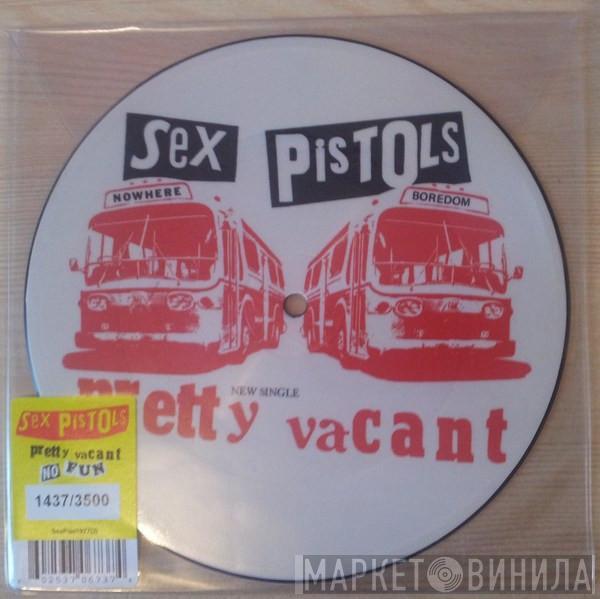 Sex PISTOLS
NOWHERE
BOREDOM
NEW SINGLE
pretty vacant
Sex PISTOLS
pretty vacant
NO FUN
1437/3500
МАРКЕТ ВИНИЛА